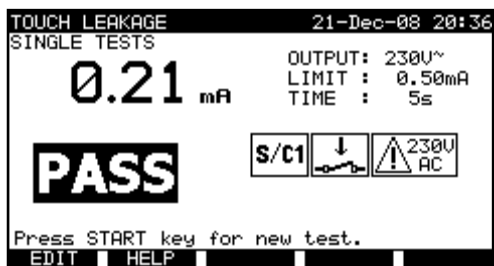 TOUCH LEAKAGE 21-Dec-08 20:36
SINGLE TESTS
OUTPUT: 230V~
0.21 mA
LIMIT : 0.50mA
TIME : 5s
PASS
S/C1
230V
AC
Press START key for new test.
EDIT HELP